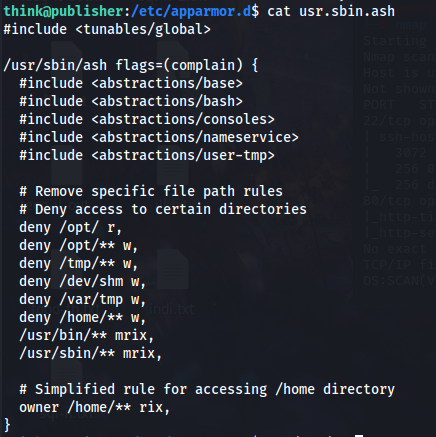 think@publisher:/etc/apparmor.d$ cat usr.sbin.ash
#include <tunables/global>

/usr/sbin/ash flags=(complain) {
  #include <abstractions/base>
  #include <abstractions/bash>
  #include <abstractions/consoles>
  #include <abstractions/nameservice>
  #include <abstractions/user-tmp>

  # Remove specific file path rules
  # Deny access to certain directories
  deny /opt/ r,
  deny /opt/** w,
  deny /tmp/** w,
  deny /dev/shm w,
  deny /var/tmp w,
  deny /home/** w,
  /usr/bin/** mrix,
  /usr/sbin/** mrix,

  # Simplified rule for accessing /home directory
  owner /home/** rix,
}